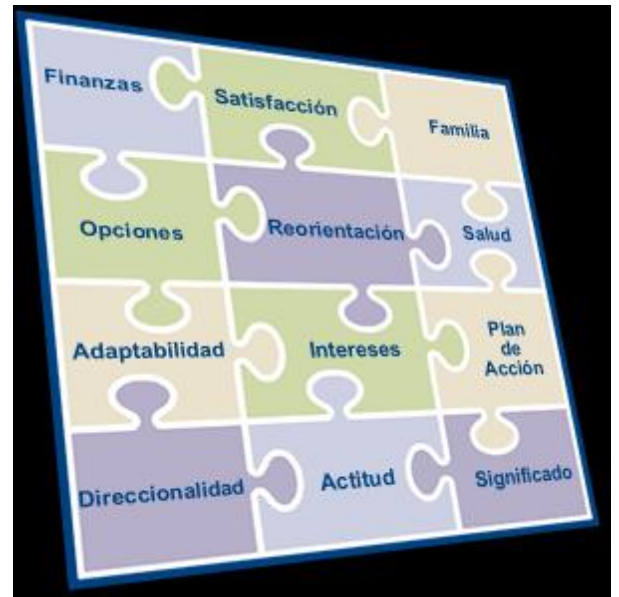 Finanzas
Satisfacción
Familia
Opciones
Reorientación
Salud
Adaptabilidad
Intereses
Plan
de
Acción
Direccionalidad
Actitud
Significado